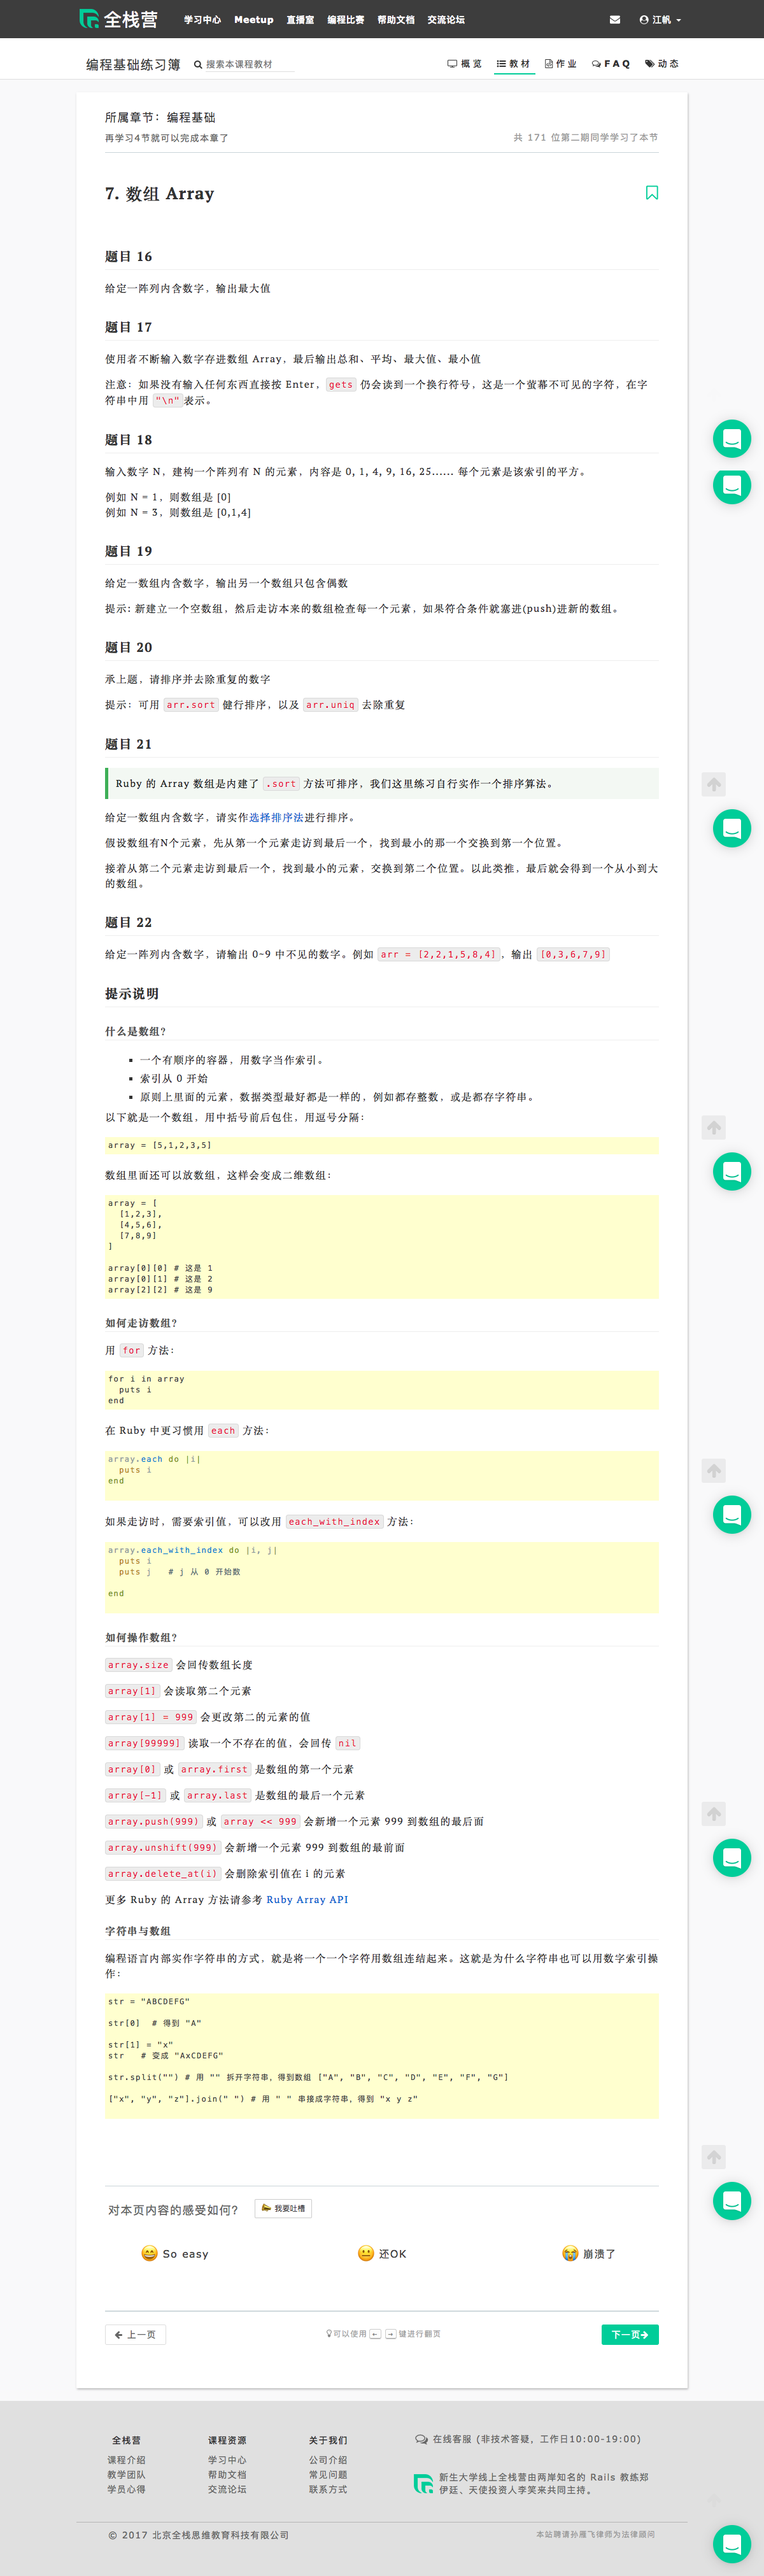 全栈营 学习中心 Meetup 直播室 编程比赛 帮助文档 交流论坛 江帆
编程基础练习簿 搜索本课程教材 概览 教材 作业 FAQ 动态
所属章节：编程基础
再学习4节就可以完成本章了 共 171 位第二期同学学习了本节
7. 数组 Array
题目 16
给定一阵列内含数字，输出最大值
题目 17
使用者不断输入数字存进数组 Array，最后输出总和、平均、最大值、最小值
注意：如果没有输入任何东西直接按 Enter，gets 仍会读到一个换行符号，这是一个萤幕不可见的字符，在字
符串中用 "\n" 表示。
题目 18
输入数字 N，建构一个阵列有 N 的元素，内容是 0, 1, 4, 9, 16, 25...... 每个元素是该索引的平方。
例如 N = 1，则数组是 [0]
例如 N = 3，则数组是 [0,1,4]
题目 19
给定一数组内含数字，输出另一个数组只包含偶数
提示: 新建立一个空数组，然后走访本来的数组检查每一个元素，如果符合条件就塞进(push)进新的数组。
题目 20
承上题，请排序并去除重复的数字
提示：可用 arr.sort 健行排序，以及 arr.uniq 去除重复
题目 21
Ruby 的 Array 数组是内建了 .sort 方法可排序，我们这里练习自行实作一个排序算法。
给定一数组内含数字，请实作选择排序法进行排序。
假设数组有N个元素，先从第一个元素走访到最后一个，找到最小的那一个交换到第一个位置。
接着从第二个元素走访到最后一个，找到最小的元素，交换到第二个位置。以此类推，最后就会得到一个从小到大
的数组。
题目 22
给定一阵列内含数字，请输出 0~9 中不见的数字。例如 arr = [2,2,1,5,8,4]，输出 [0,3,6,7,9]
提示说明
什么是数组?
一个有顺序的容器，用数字当作索引。
索引从 0 开始
原则上里面的元素，数据类型最好都是一样的，例如都存整数，或是都存字符串。
以下就是一个数组，用中括号前后包住，用逗号分隔：
array = [5,1,2,3,5]
数组里面还可以放数组，这样会变成二维数组：
array = [
[1,2,3],
[4,5,6],
[7,8,9]
]
array[0][0] # 这是 1
array[0][1] # 这是 2
array[2][2] # 这是 9
如何走访数组?
用 for 方法：
for i in array
puts i
end
在 Ruby 中更习惯用 each 方法：
array.each do |i|
puts i
end
如果走访时，需要索引值，可以改用 each_with_index 方法：
array.each_with_index do |i, j|
puts i
puts j # j 从 0 开始数
end
如何操作数组?
array.size 会回传数组长度
array[1] 会读取第二个元素
array[1] = 999 会更改第二的元素的值
array[99999] 读取一个不存在的值，会回传 nil
array[0] 或 array.first 是数组的第一个元素
array[-1] 或 array.last 是数组的最后一个元素
array.push(999) 或 array << 999 会新增一个元素 999 到数组的最后面
array.unshift(999) 会新增一个元素 999 到数组的最前面
array.delete_at(i) 会删除索引值在 i 的元素
更多 Ruby 的 Array 方法请参考 Ruby Array API
字符串与数组
编程语言内部实作字符串的方式，就是将一个一个字符用数组连结起来。这就是为什么字符串也可以用数字索引操
作：
str = "ABCDEFG"
str[0] # 得到 "A"
str[1] = "x"
str # 变成 "AxCDEFG"
str.split("") # 用 "" 拆开字符串，得到数组 ["A", "B", "C", "D", "E", "F", "G"]
["x", "y", "z"].join(" ") # 用 " " 串接成字符串，得到 "x y z"
对本页内容的感受如何? 我要吐槽
So easy 还OK 崩溃了
上一页 可以使用 ← → 键进行翻页 下一页
全栈营 课程资源 关于我们 在线客服 (非技术答疑，工作日10:00-19:00)
课程介绍 学习中心 公司介绍
教学团队 帮助文档 常见问题 新生大学线上全栈营由两岸知名的 Rails 教练郑
学员心得 交流论坛 联系方式 伊廷、天使投资人李笑来共同主持。
© 2017 北京全栈思维教育科技有限公司 本站聘请孙雁飞律师为法律顾问